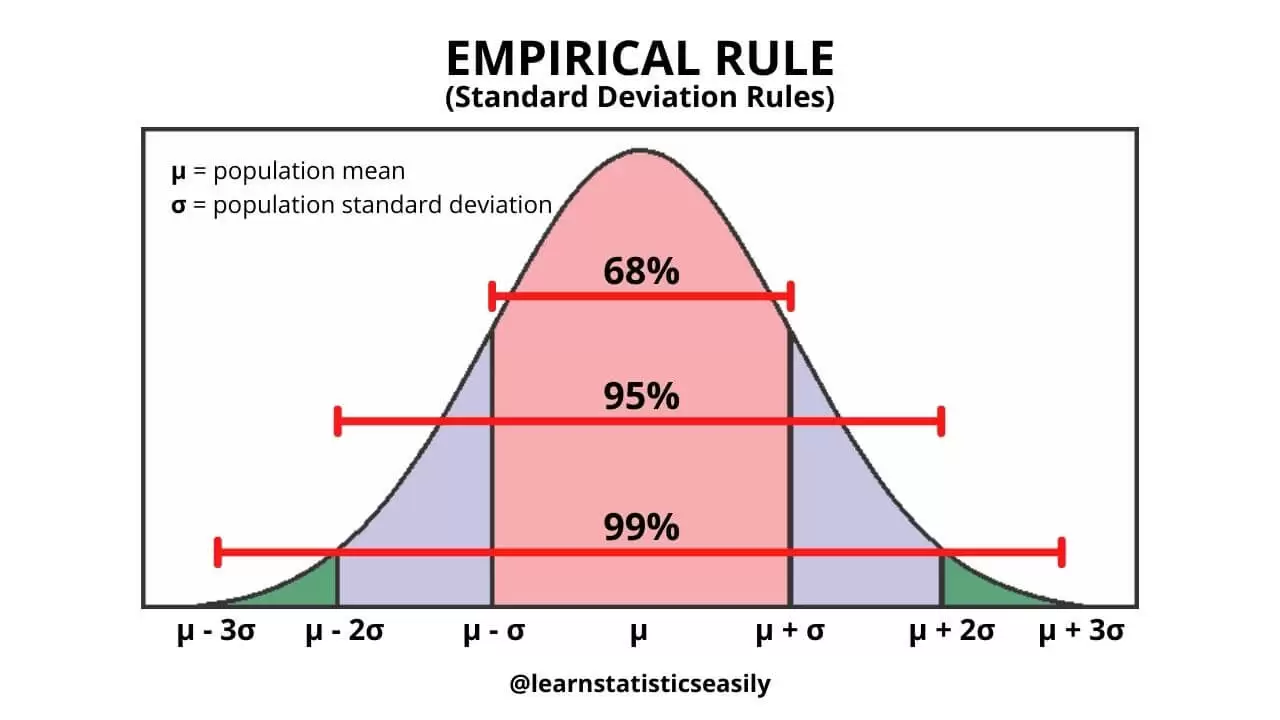 EMPIRICAL RULE
(Standard Deviation Rules)
μ = population mean
σ = population standard deviation
68%
95%
99%
μ - 3σ μ - 2σ μ - σ μ μ + σ μ + 2σ μ + 3σ
@learnstatisticseasily